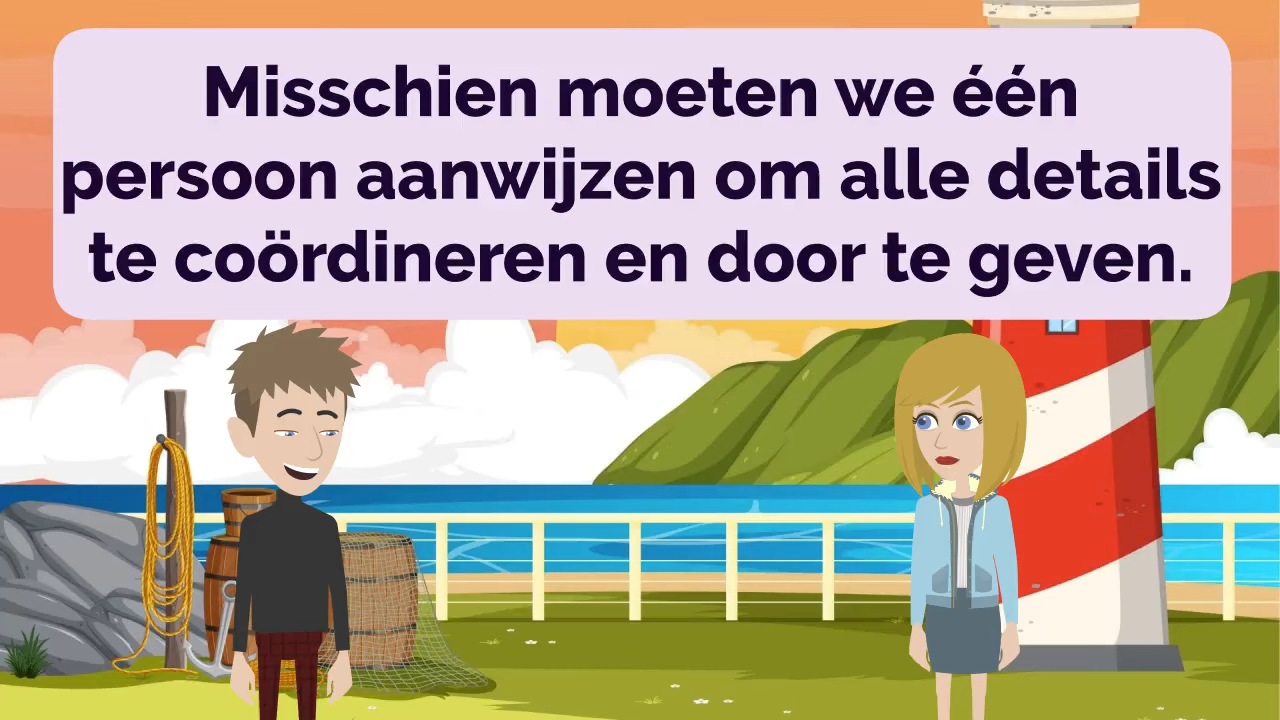 Misschien moeten we één
persoon aanwijzen om alle details
te coördineren en door te geven.